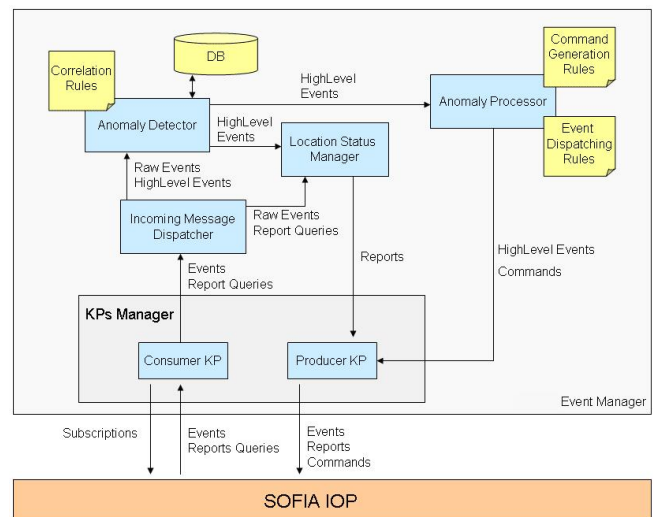 DB
Command
Generation
Rules
Correlation
Rules
HighLevel
Events
Anomaly Detector
Anomaly Processor
HighLevel
Events
Location Status
Manager
Event
Dispatching
Rules
Raw Events
HighLevel Events
Incoming Message
Dispatcher
Raw Events
Report Queries
Reports
HighLevel Events
Commands
Events
Report Queries
KPs Manager
Consumer KP
Producer KP
Event Manager
Subscriptions
Events
Reports Queries
Events
Reports
Commands
SOFIA IOP